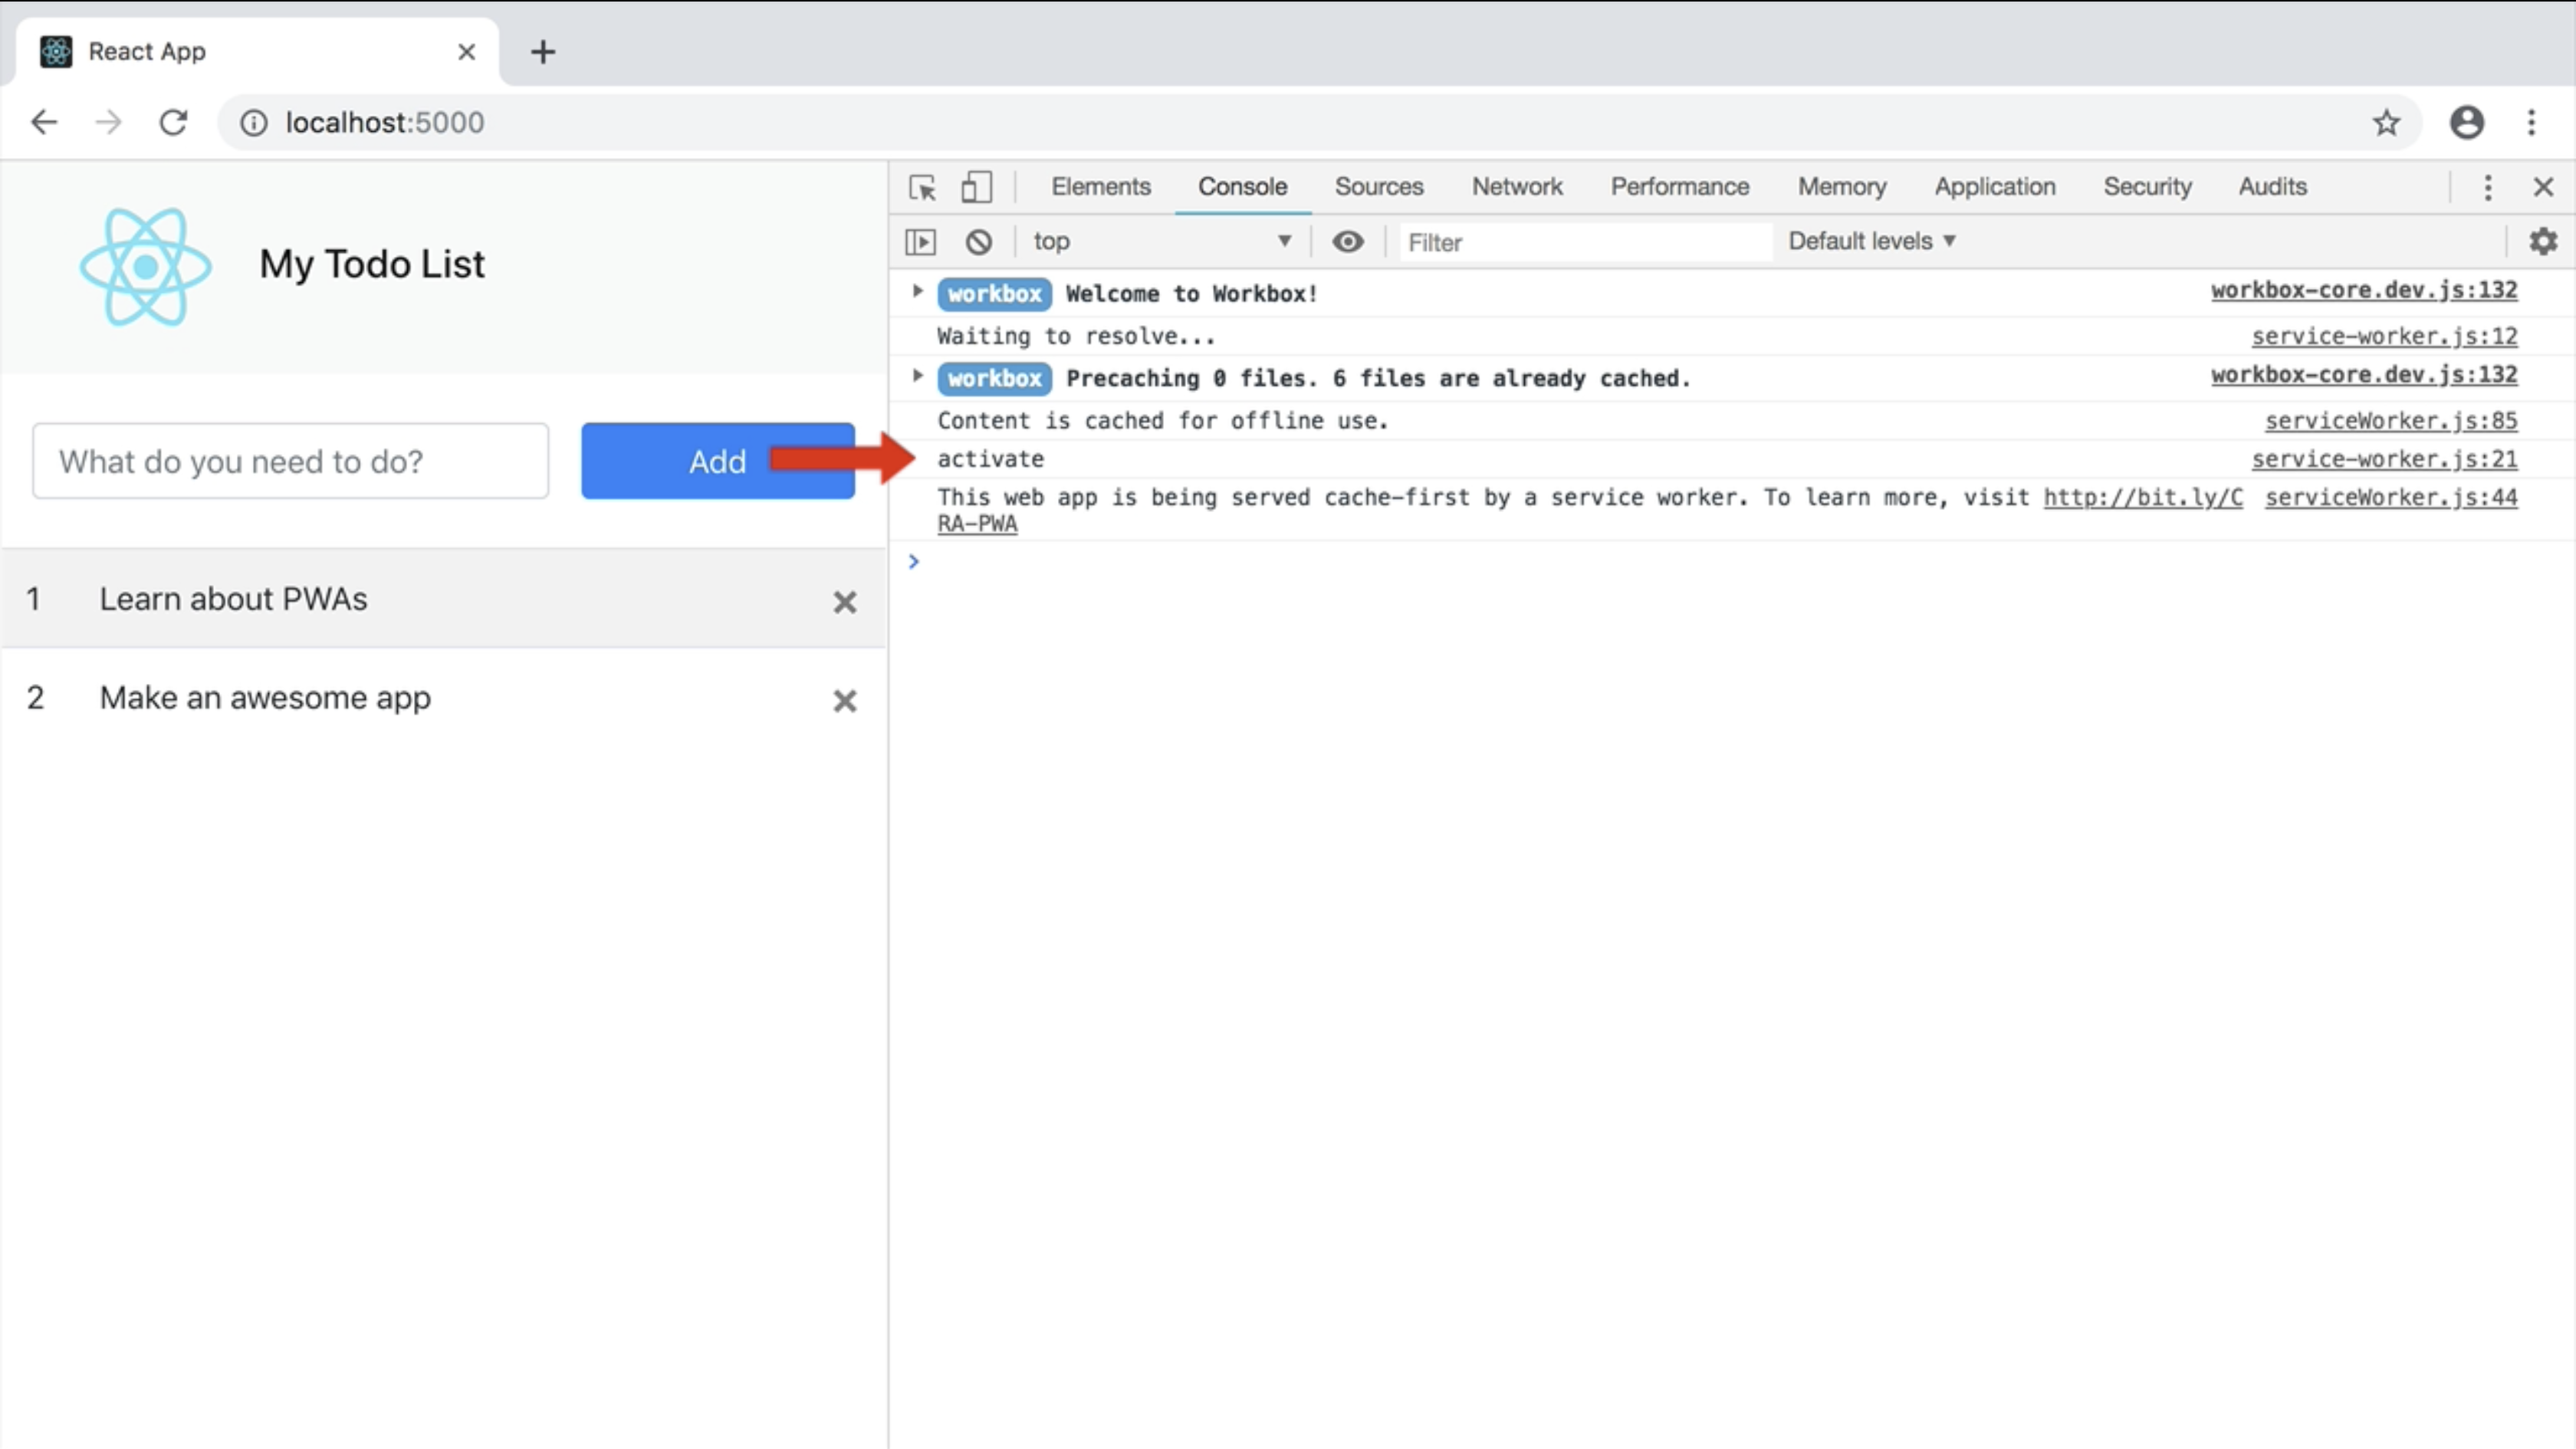 React App
localhost:5000
Elements Console Sources Network Performance Memory Application Security Audits
top Filter Default levels
My Todo List
What do you need to do? Add
1 Learn about PWAs
2 Make an awesome app
workbox Welcome to Workbox! workbox-core.dev.js:132
Waiting to resolve... service-worker.js:12
workbox Precaching 0 files. 6 files are already cached. workbox-core.dev.js:132
Content is cached for offline use. serviceWorker.js:85
activate service-worker.js:21
This web app is being served cache-first by a service worker. To learn more, visit http://bit.ly/C serviceWorker.js:44
RA-PWA